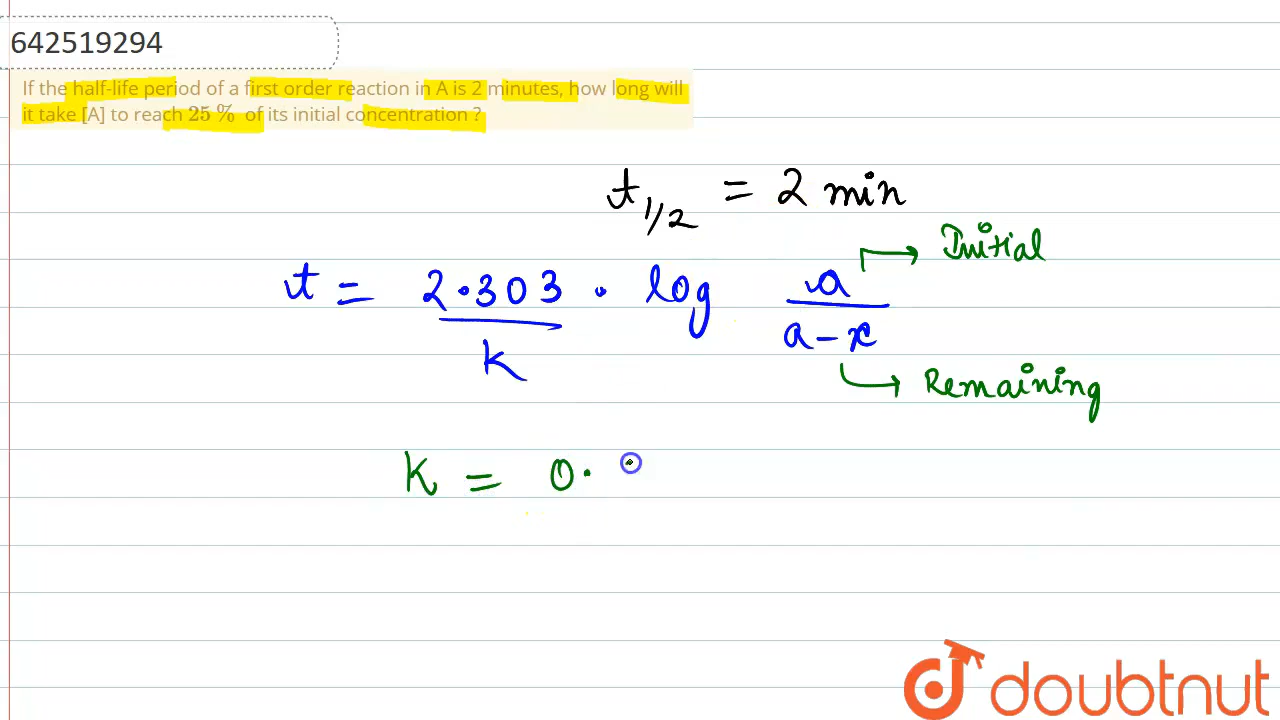 642519294
If the half-life period of a first order reaction in A is 2 minutes, how long will
it take [A] to reach 25 % of its initial concentration ?
t1/2 = 2 min
Initial
t = 2.303 . log a
k a - x
Remaining
K = 0.
doubtnut